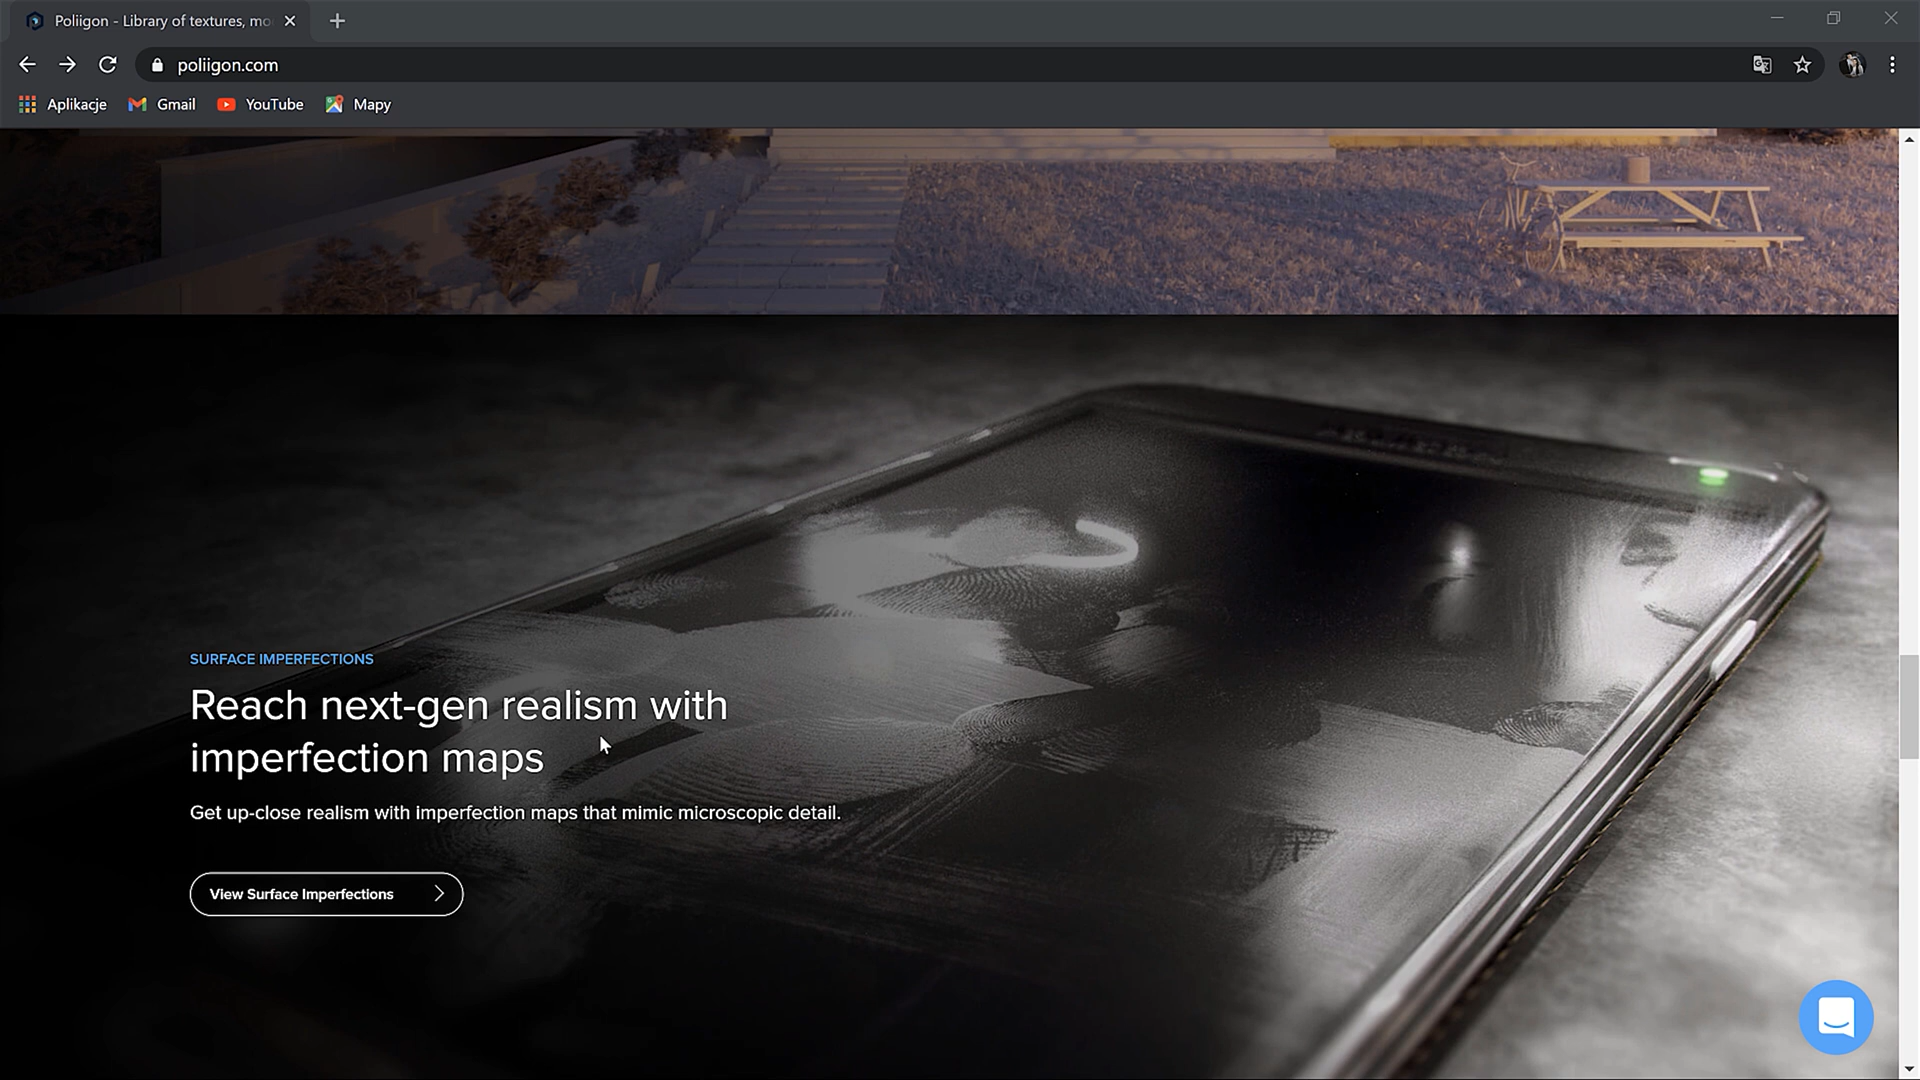 Poliigon - Library of textures, mo
poliigon.com
Aplikacje
Gmail
YouTube
Mapy
SURFACE IMPERFECTIONS
Reach next-gen realism with
imperfection maps
Get up-close realism with imperfection maps that mimic microscopic detail.
View Surface Imperfections